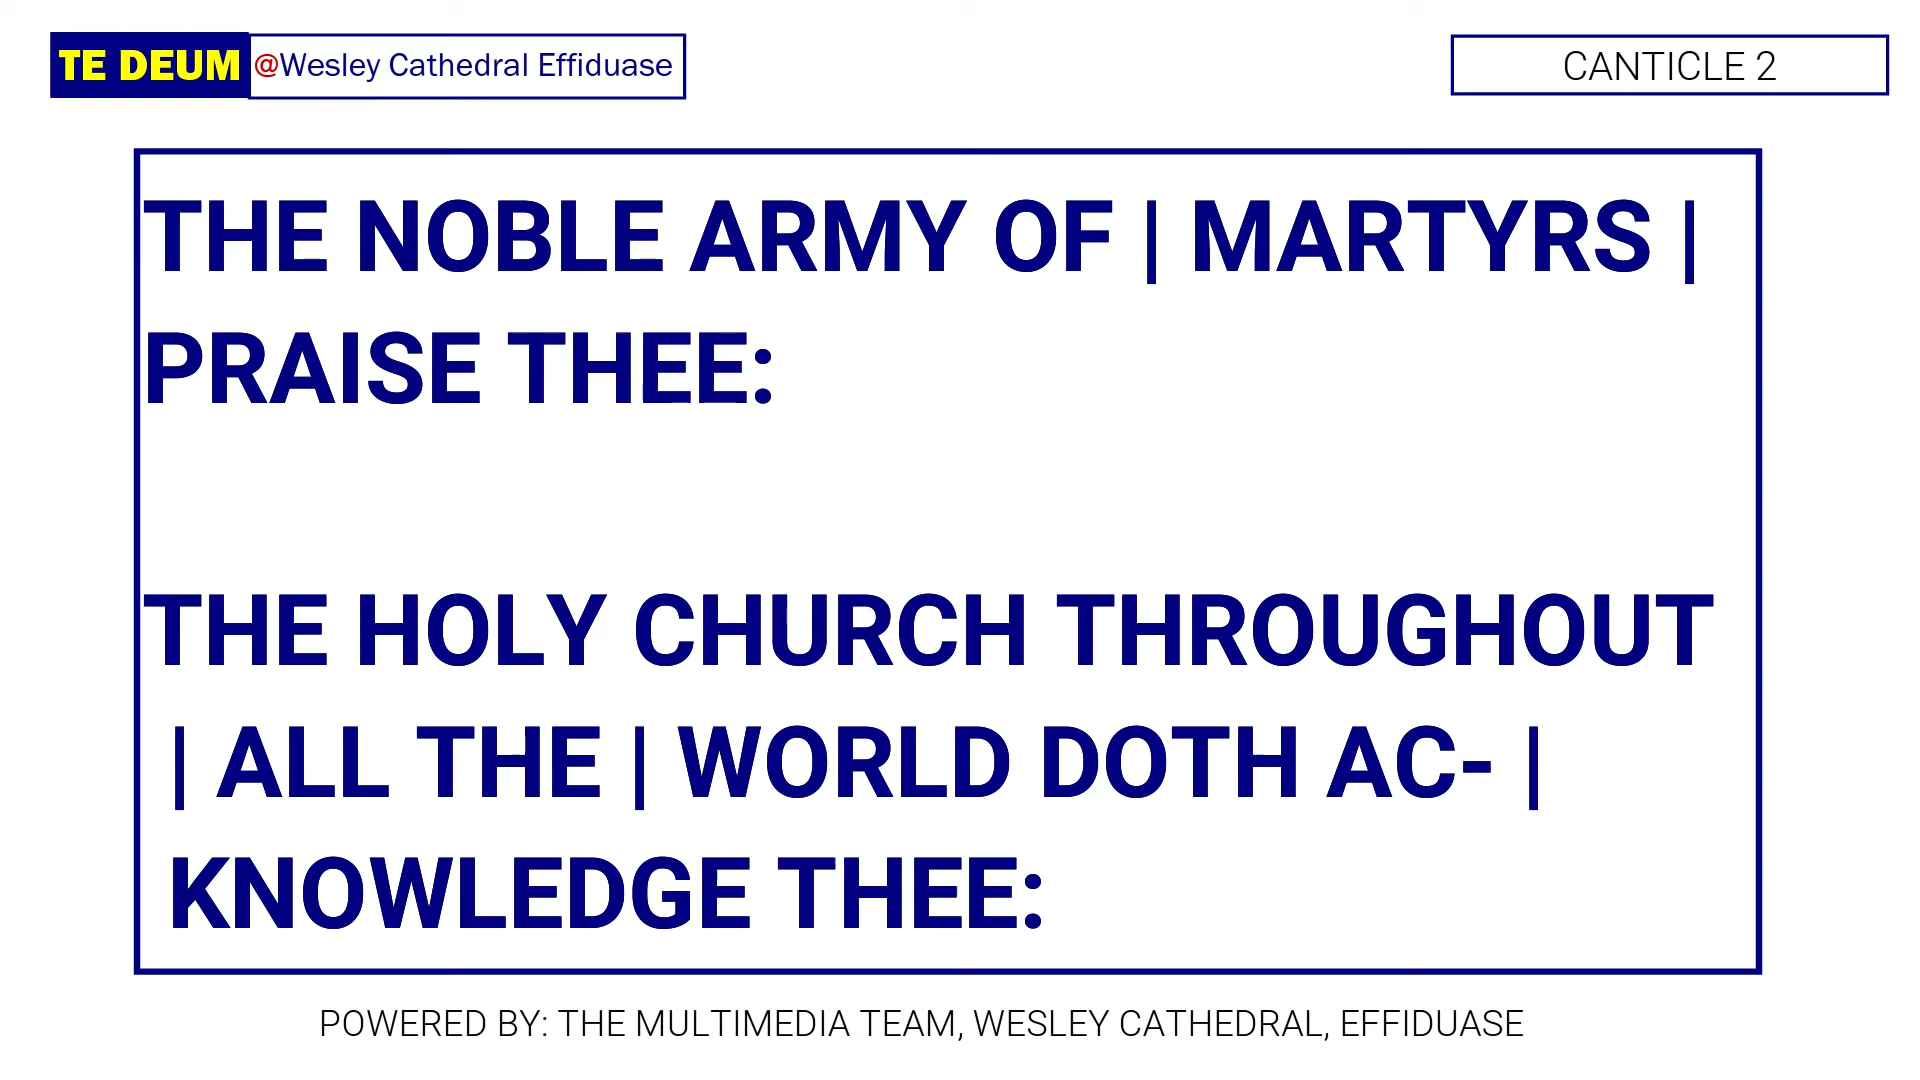 TE DEUM @Wesley Cathedral Effiduase
CANTICLE 2
THE NOBLE ARMY OF | MARTYRS |
PRAISE THEE:
THE HOLY CHURCH THROUGHOUT
| ALL THE | WORLD DOTH AC- |
KNOWLEDGE THEE:
POWERED BY: THE MULTIMEDIA TEAM, WESLEY CATHEDRAL, EFFIDUASE